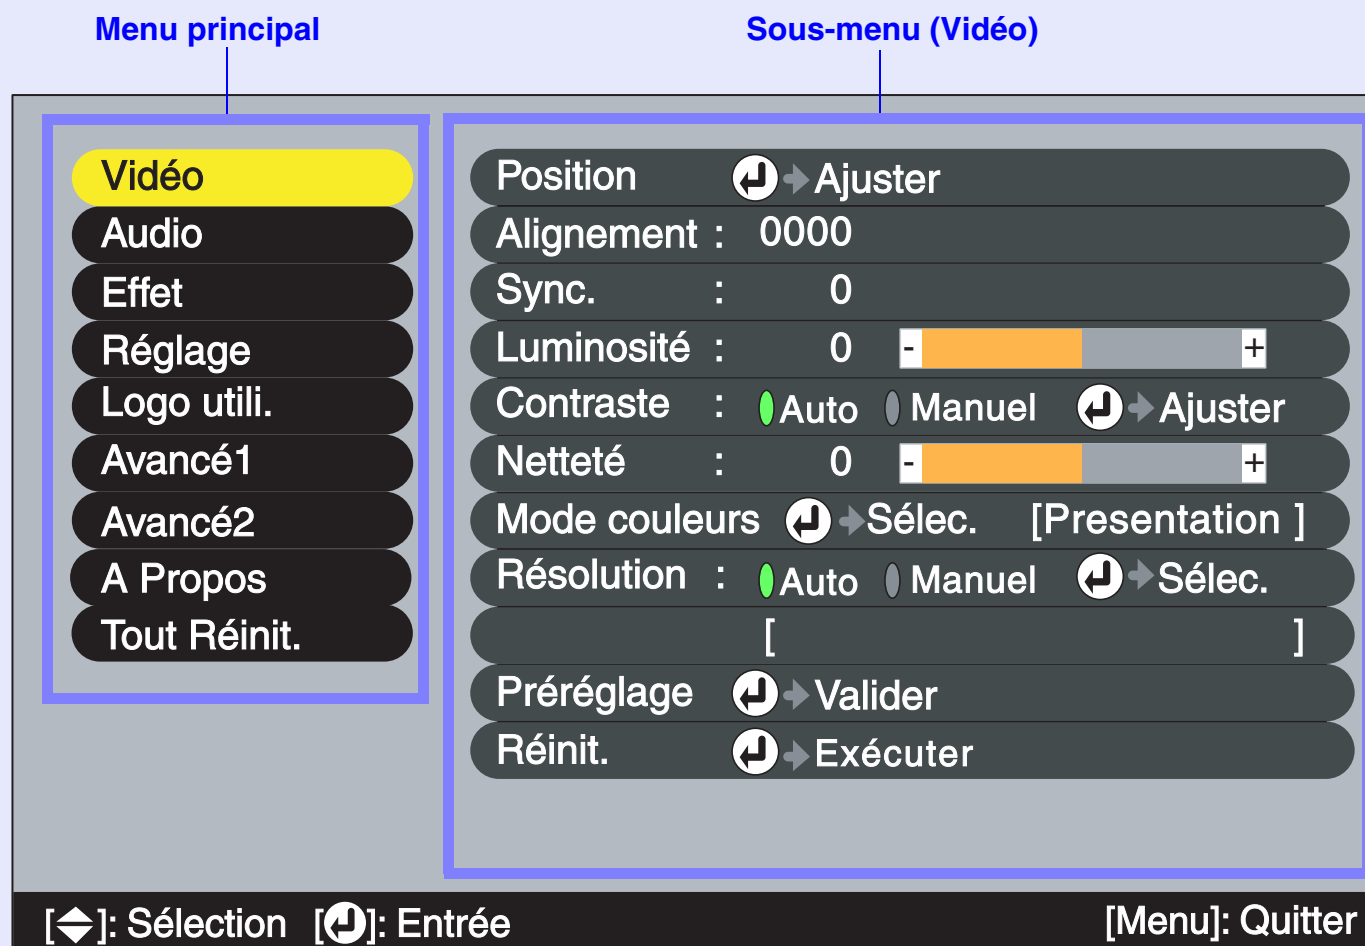 Menu principal
Sous-menu (Vidéo)
Vidéo
Audio
Effet
Réglage
Logo utili.
Avancé1
Avancé2
A Propos
Tout Réinit.
Position Ajuster
Alignement : 0000
Sync. : 0
Luminosité : 0 - +
Contraste : Auto Manuel Ajuster
Netteté : 0 - +
Mode couleurs Sélec. [Presentation ]
Résolution : Auto Manuel Sélec.
[ ]
Préréglage Valider
Réinit. Exécuter
[ ]: Sélection [ ]: Entrée [Menu]: Quitter